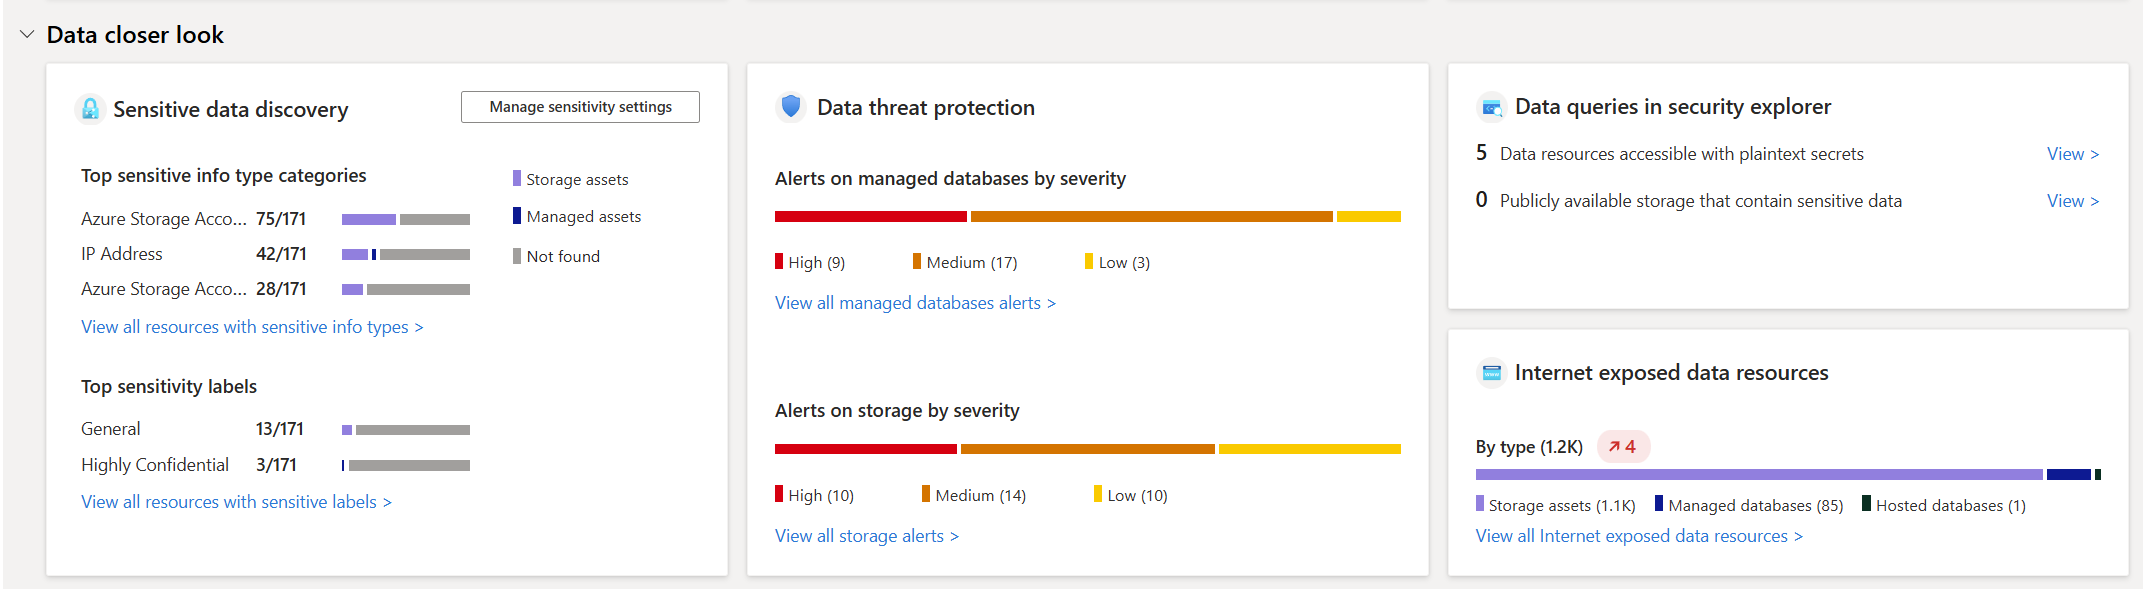 Data closer look
Sensitive data discovery
Manage sensitivity settings
Top sensitive info type categories
Storage assets
Managed assets
Not found
Azure Storage Acco... 75/171
IP Address 42/171
Azure Storage Acco... 28/171
View all resources with sensitive info types >
Top sensitivity labels
General 13/171
Highly Confidential 3/171
View all resources with sensitive labels >
Data threat protection
Alerts on managed databases by severity
High (9) Medium (17) Low (3)
View all managed databases alerts >
Alerts on storage by severity
High (10) Medium (14) Low (10)
View all storage alerts >
Data queries in security explorer
5 Data resources accessible with plaintext secrets View >
0 Publicly available storage that contain sensitive data View >
Internet exposed data resources
By type (1.2K) 4
Storage assets (1.1K) Managed databases (85) Hosted databases (1)
View all Internet exposed data resources >